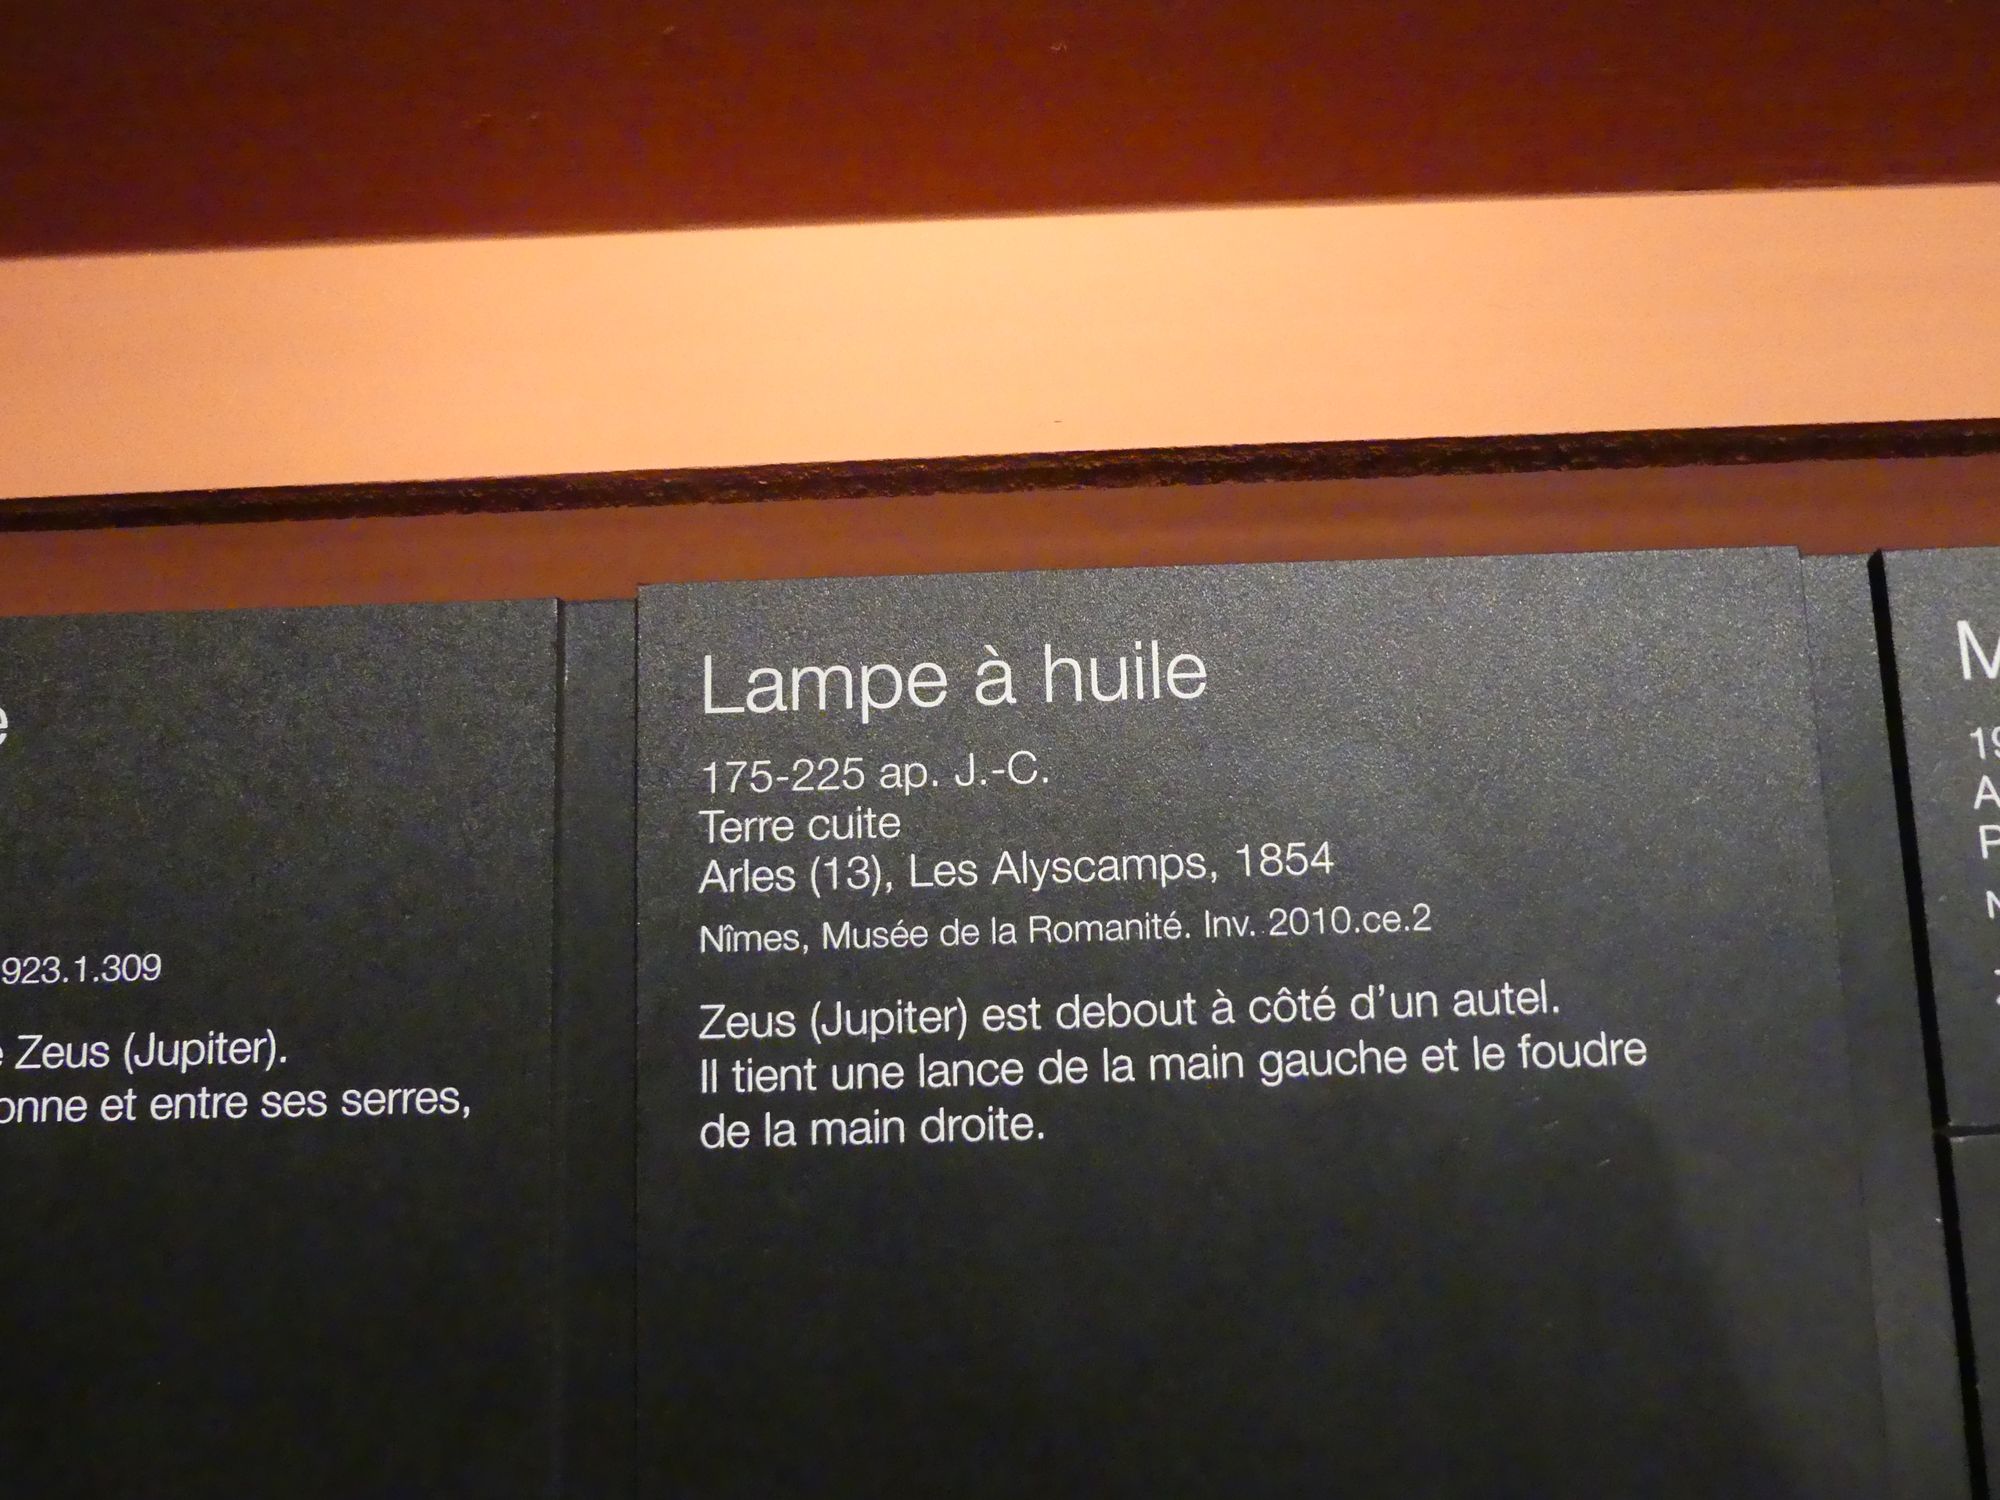 923.1.309
Zeus (Jupiter).
et entre ses serres,
Lampe à huile
175-225 ap. J.-C.
Terre cuite
Arles (13), Les Alyscamps, 1854
Nîmes, Musée de la Romanité. Inv. 2010.ce.2
Zeus (Jupiter) est debout à côté d'un autel.
Il tient une lance de la main gauche et le foudre
de la main droite.